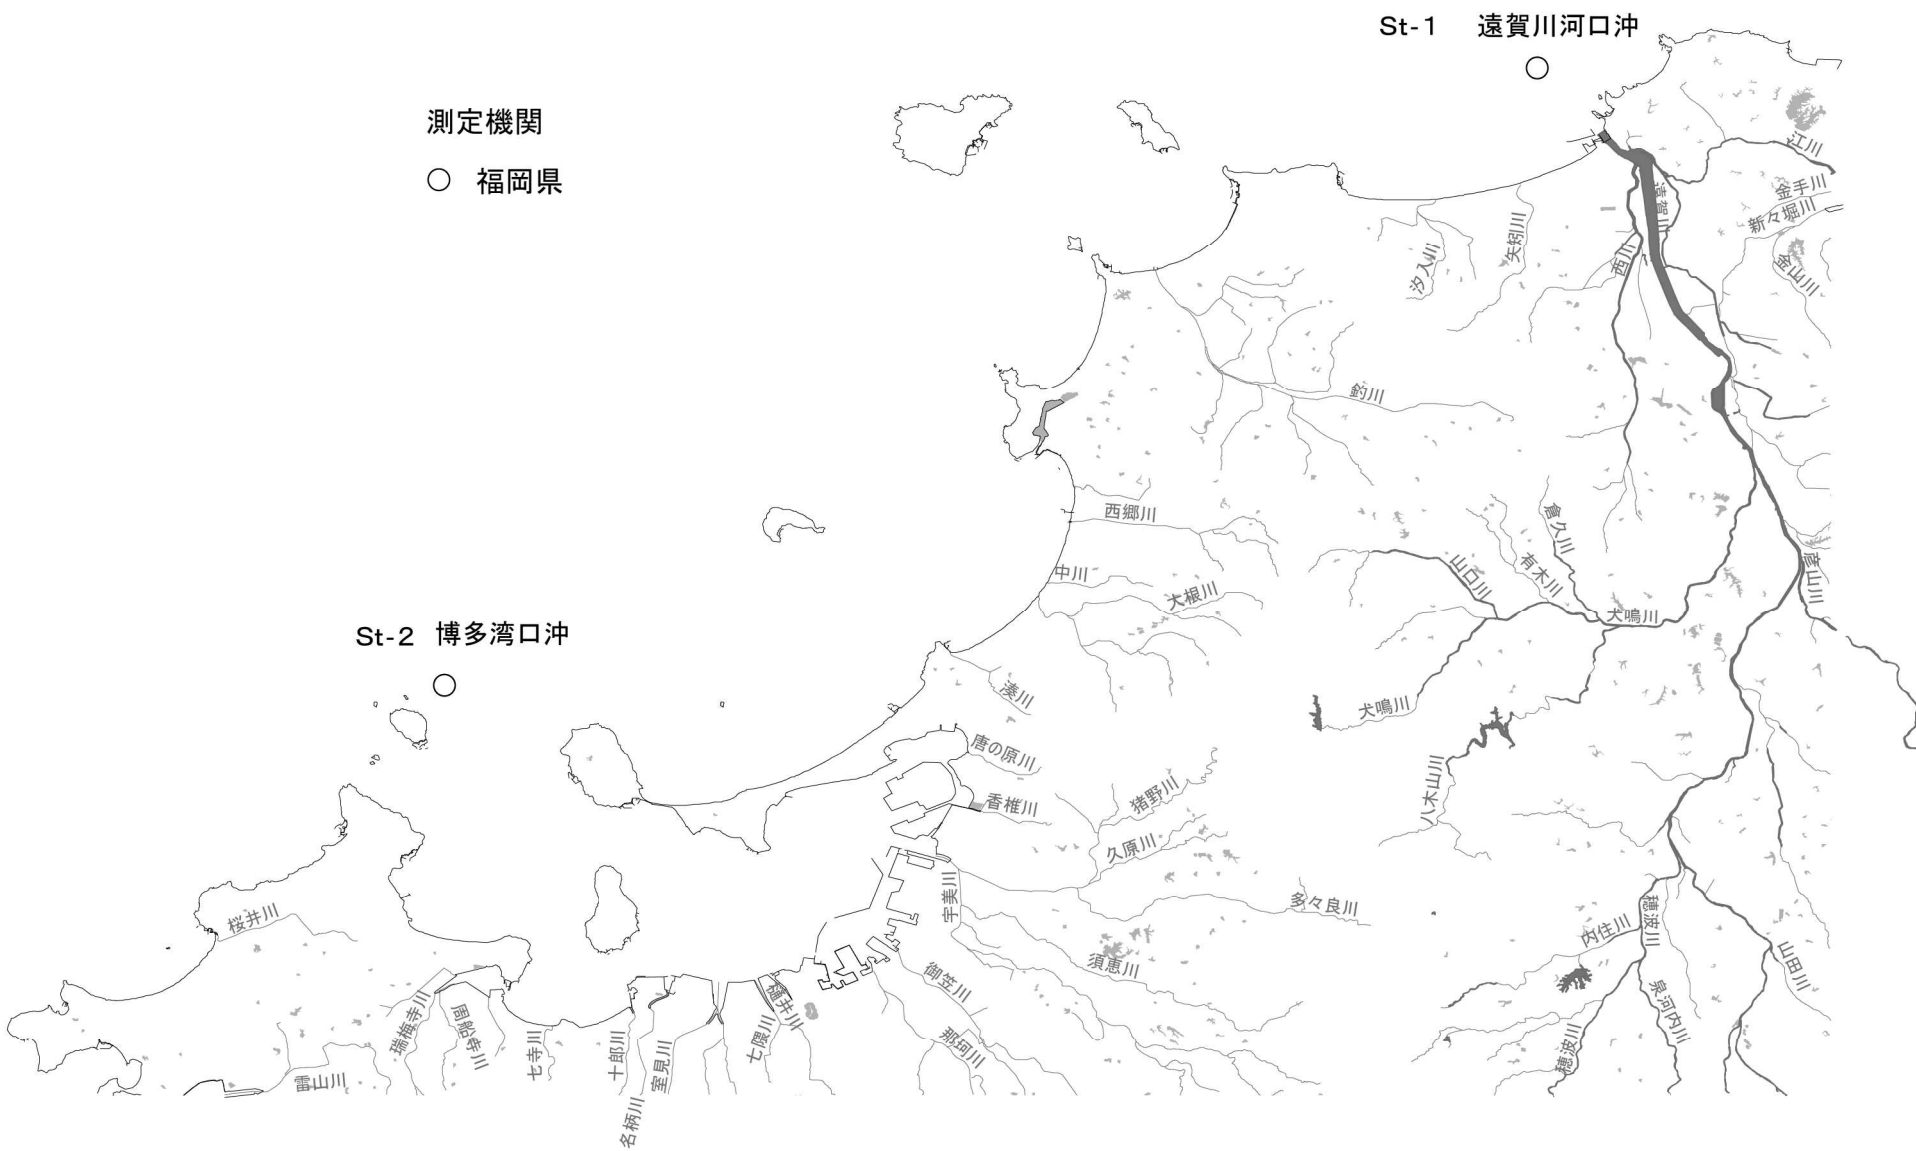 St-1 遠賀川河口沖
測定機関
○ 福岡県
江川
金手川
新々堀川
遠賀川
金山川
西川
矢矧川
汐入川
釣川
西郷川
倉久川
有木川
山口川
中川
大根川
犬鳴川
彦山川
St-2 博多湾口沖
湊川
犬鳴川
唐の原川
八木山川
猪野川
香椎川
久原川
宇美川
多々良川
穂波川
内住川
桜井川
須恵川
御笠川
山田川
泉河内川
樋井川
瑞梅寺川
周船寺川
七寺川
十郎川
室見川
七隈川
那珂川
穂波川
雷山川
名柄川